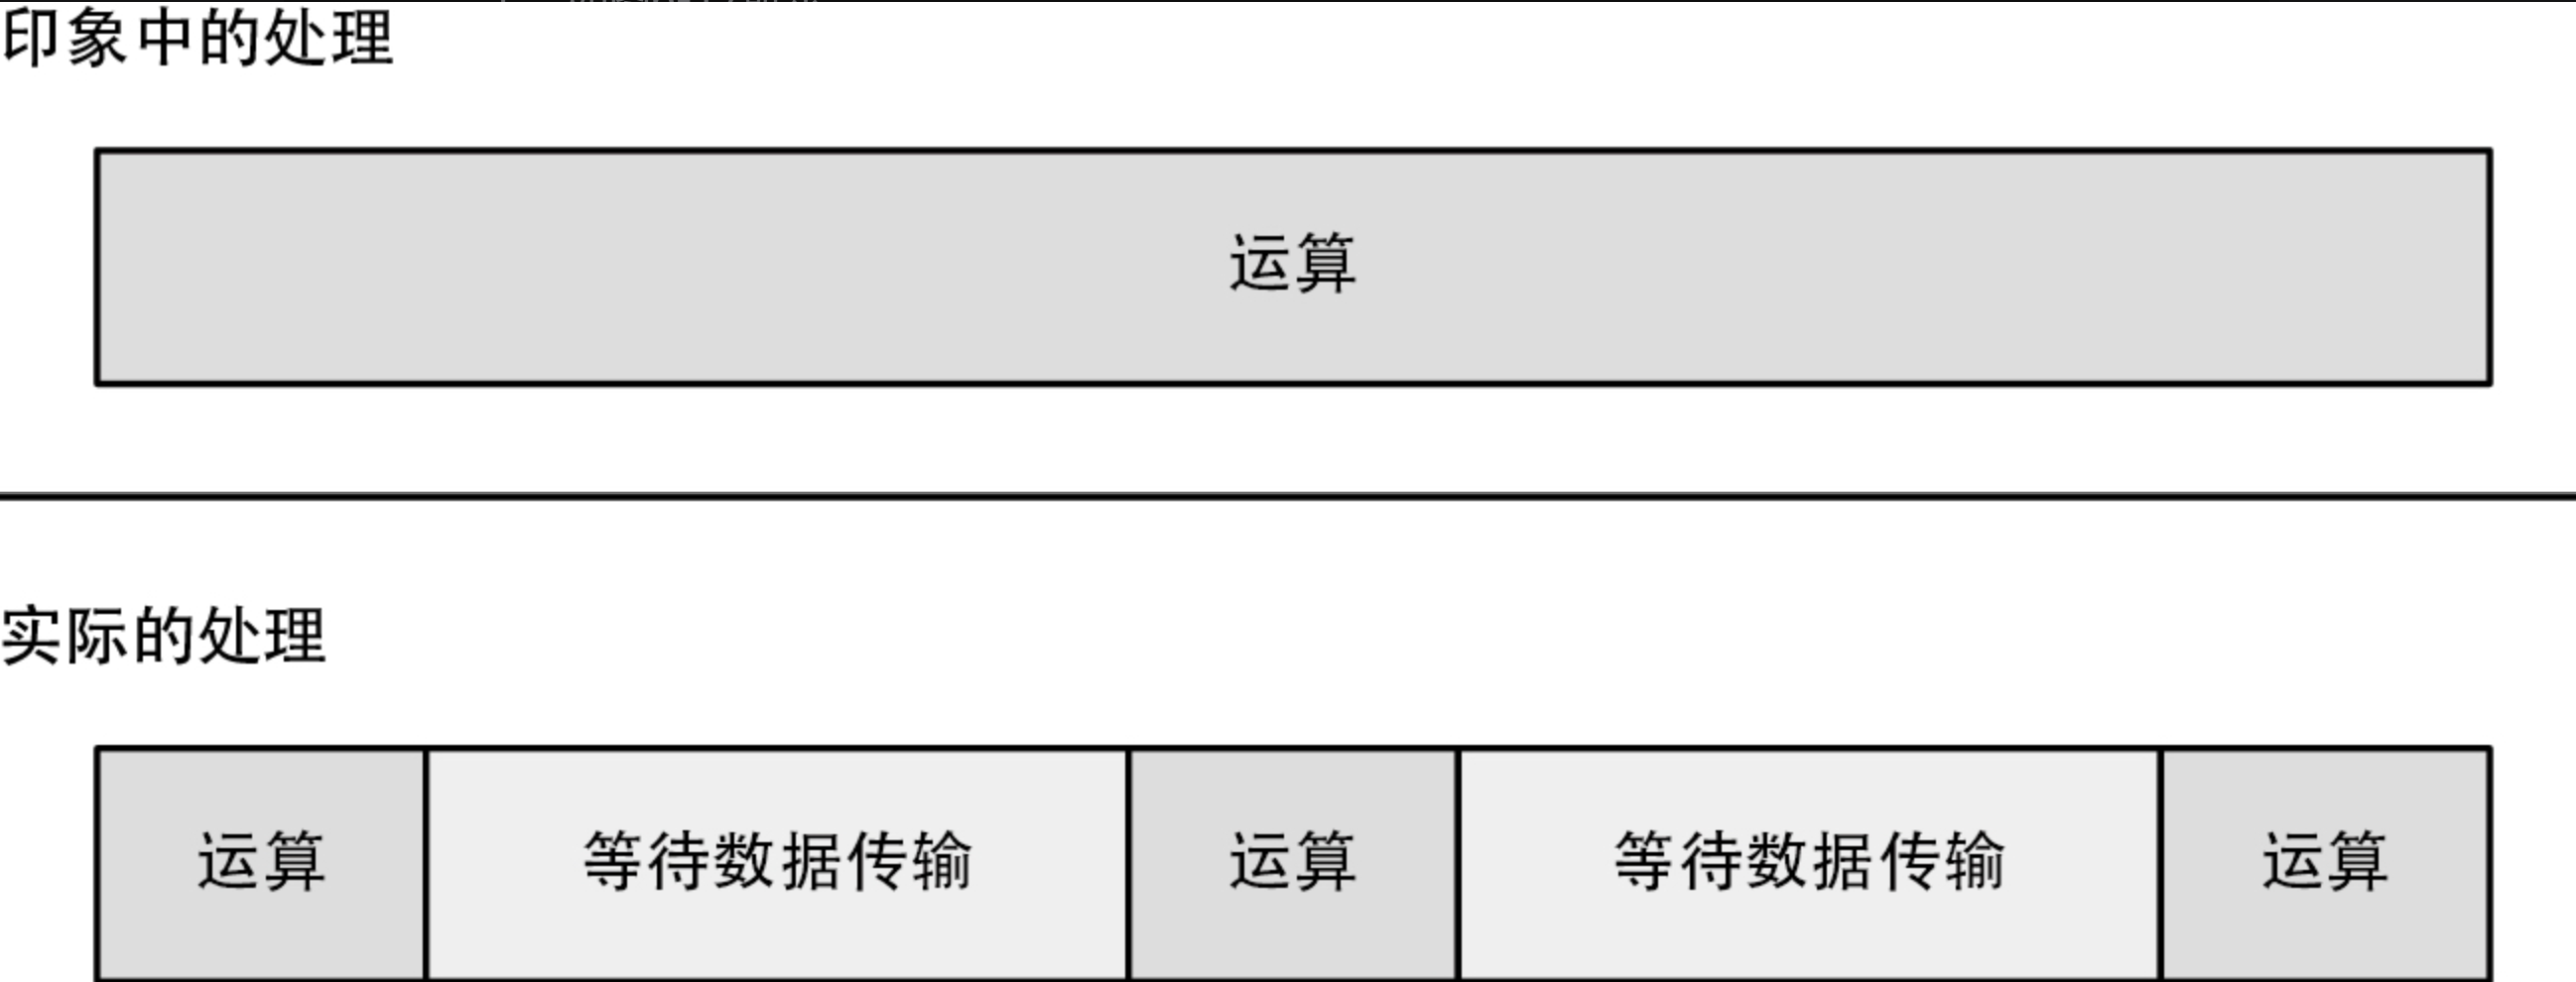 印象中的处理
运算
实际的处理
运算 等待数据传输 运算 等待数据传输 运算